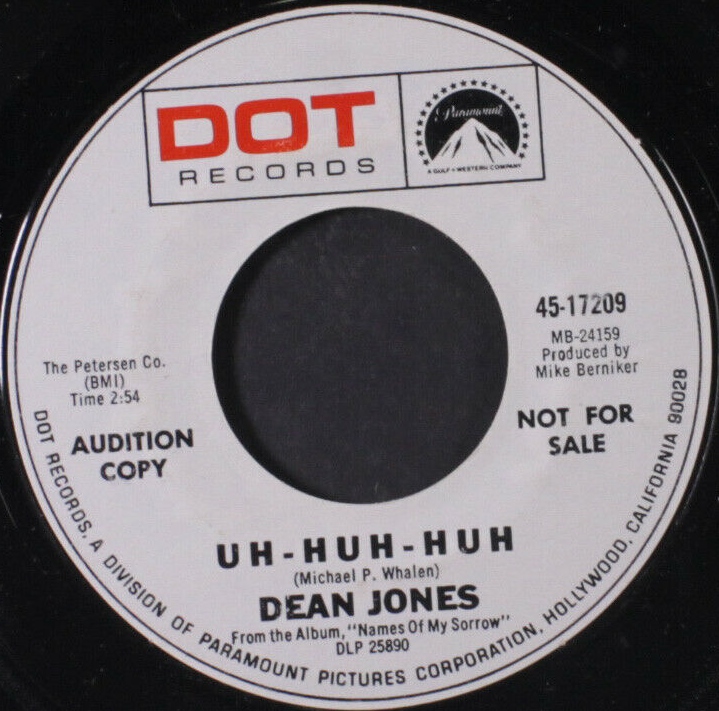 DOT
RECORDS
Paramount
A GULF + WESTERN COMPANY
45-17209
MB-24159
Produced by
Mike Berniker
The Petersen Co.
(BMI)
Time 2:54
AUDITION
COPY
NOT FOR
SALE
UH-HUH-HUH
(Michael P. Whalen)
DEAN JONES
From the Album, "Names Of My Sorrow"
DLP 25890
DOT RECORDS, A DIVISION OF PARAMOUNT PICTURES CORPORATION, HOLLYWOOD, CALIFORNIA 90028